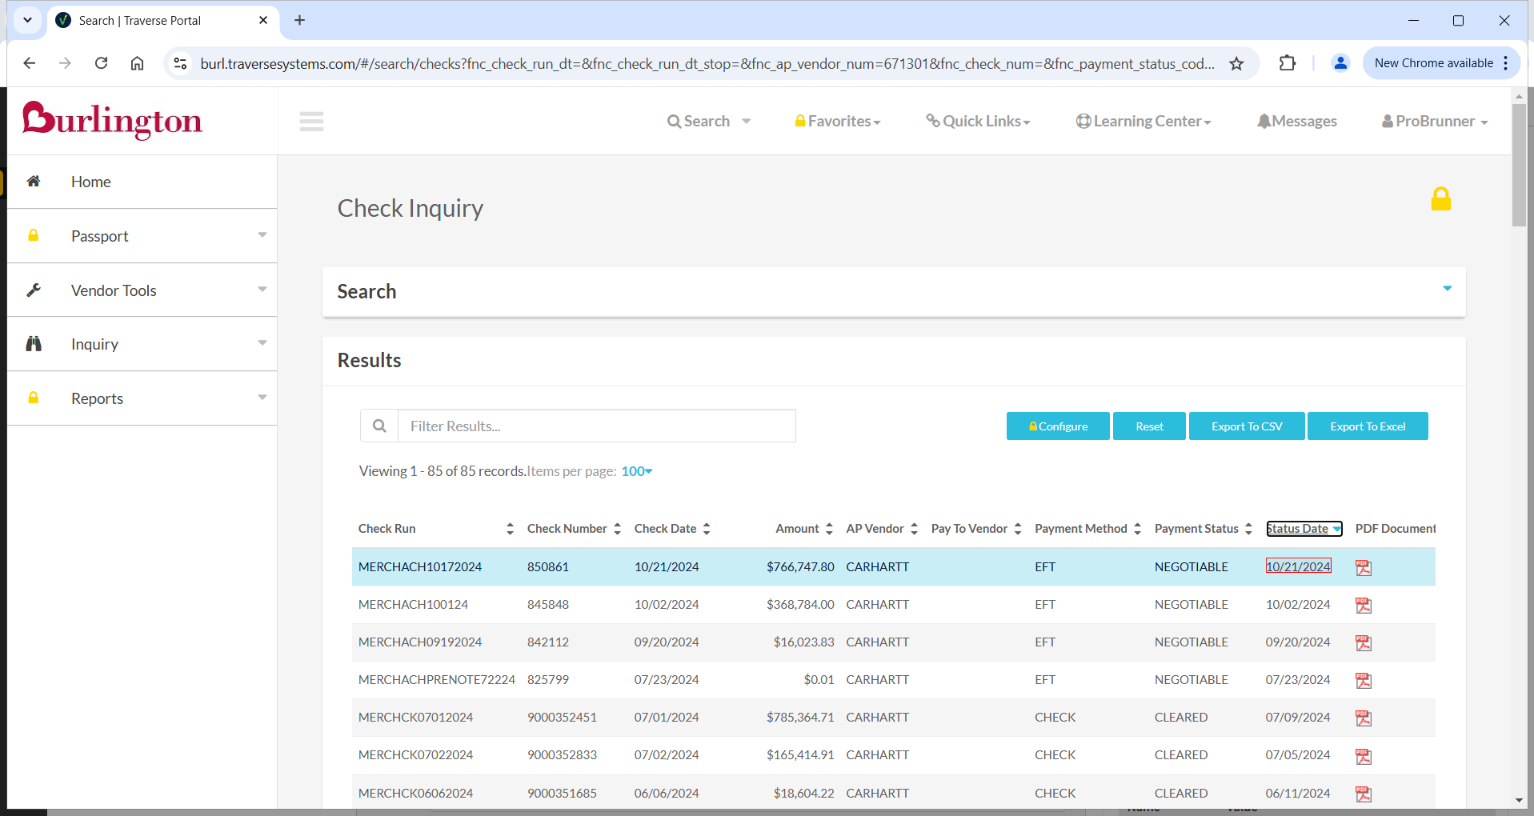 Search | Traverse Portal
burl.traversesystems.com/#/search/checks?fnc_check_run_dt=&fnc_check_run_dt_stop=&fnc_ap_vendor_num=671301&fnc_check_num=&fnc_payment_status_cod...
New Chrome available
Burlington
Search
Favorites
Quick Links
Learning Center
Messages
ProBrunner
Home
Passport
Vendor Tools
Inquiry
Reports
Check Inquiry
Search
Results
Filter Results...
Configure
Reset
Export To CSV
Export To Excel
Viewing 1 - 85 of 85 records.Items per page: 100
Check Run Check Number Check Date Amount AP Vendor Pay To Vendor Payment Method Payment Status Status Date PDF Document
MERCHACH10172024 850861 10/21/2024 $766,747.80 CARHARTT EFT NEGOTIABLE 10/21/2024
MERCHACH100124 845848 10/02/2024 $368,784.00 CARHARTT EFT NEGOTIABLE 10/02/2024
MERCHACH09192024 842112 09/20/2024 $16,023.83 CARHARTT EFT NEGOTIABLE 09/20/2024
MERCHACHPRENOTE72224 825799 07/23/2024 $0.01 CARHARTT EFT NEGOTIABLE 07/23/2024
MERCHCK07012024 9000352451 07/01/2024 $785,364.71 CARHARTT CHECK CLEARED 07/09/2024
MERCHCK07022024 9000352833 07/02/2024 $165,414.91 CARHARTT CHECK CLEARED 07/05/2024
MERCHCK06062024 9000351685 06/06/2024 $18,604.22 CARHARTT CHECK CLEARED 06/11/2024